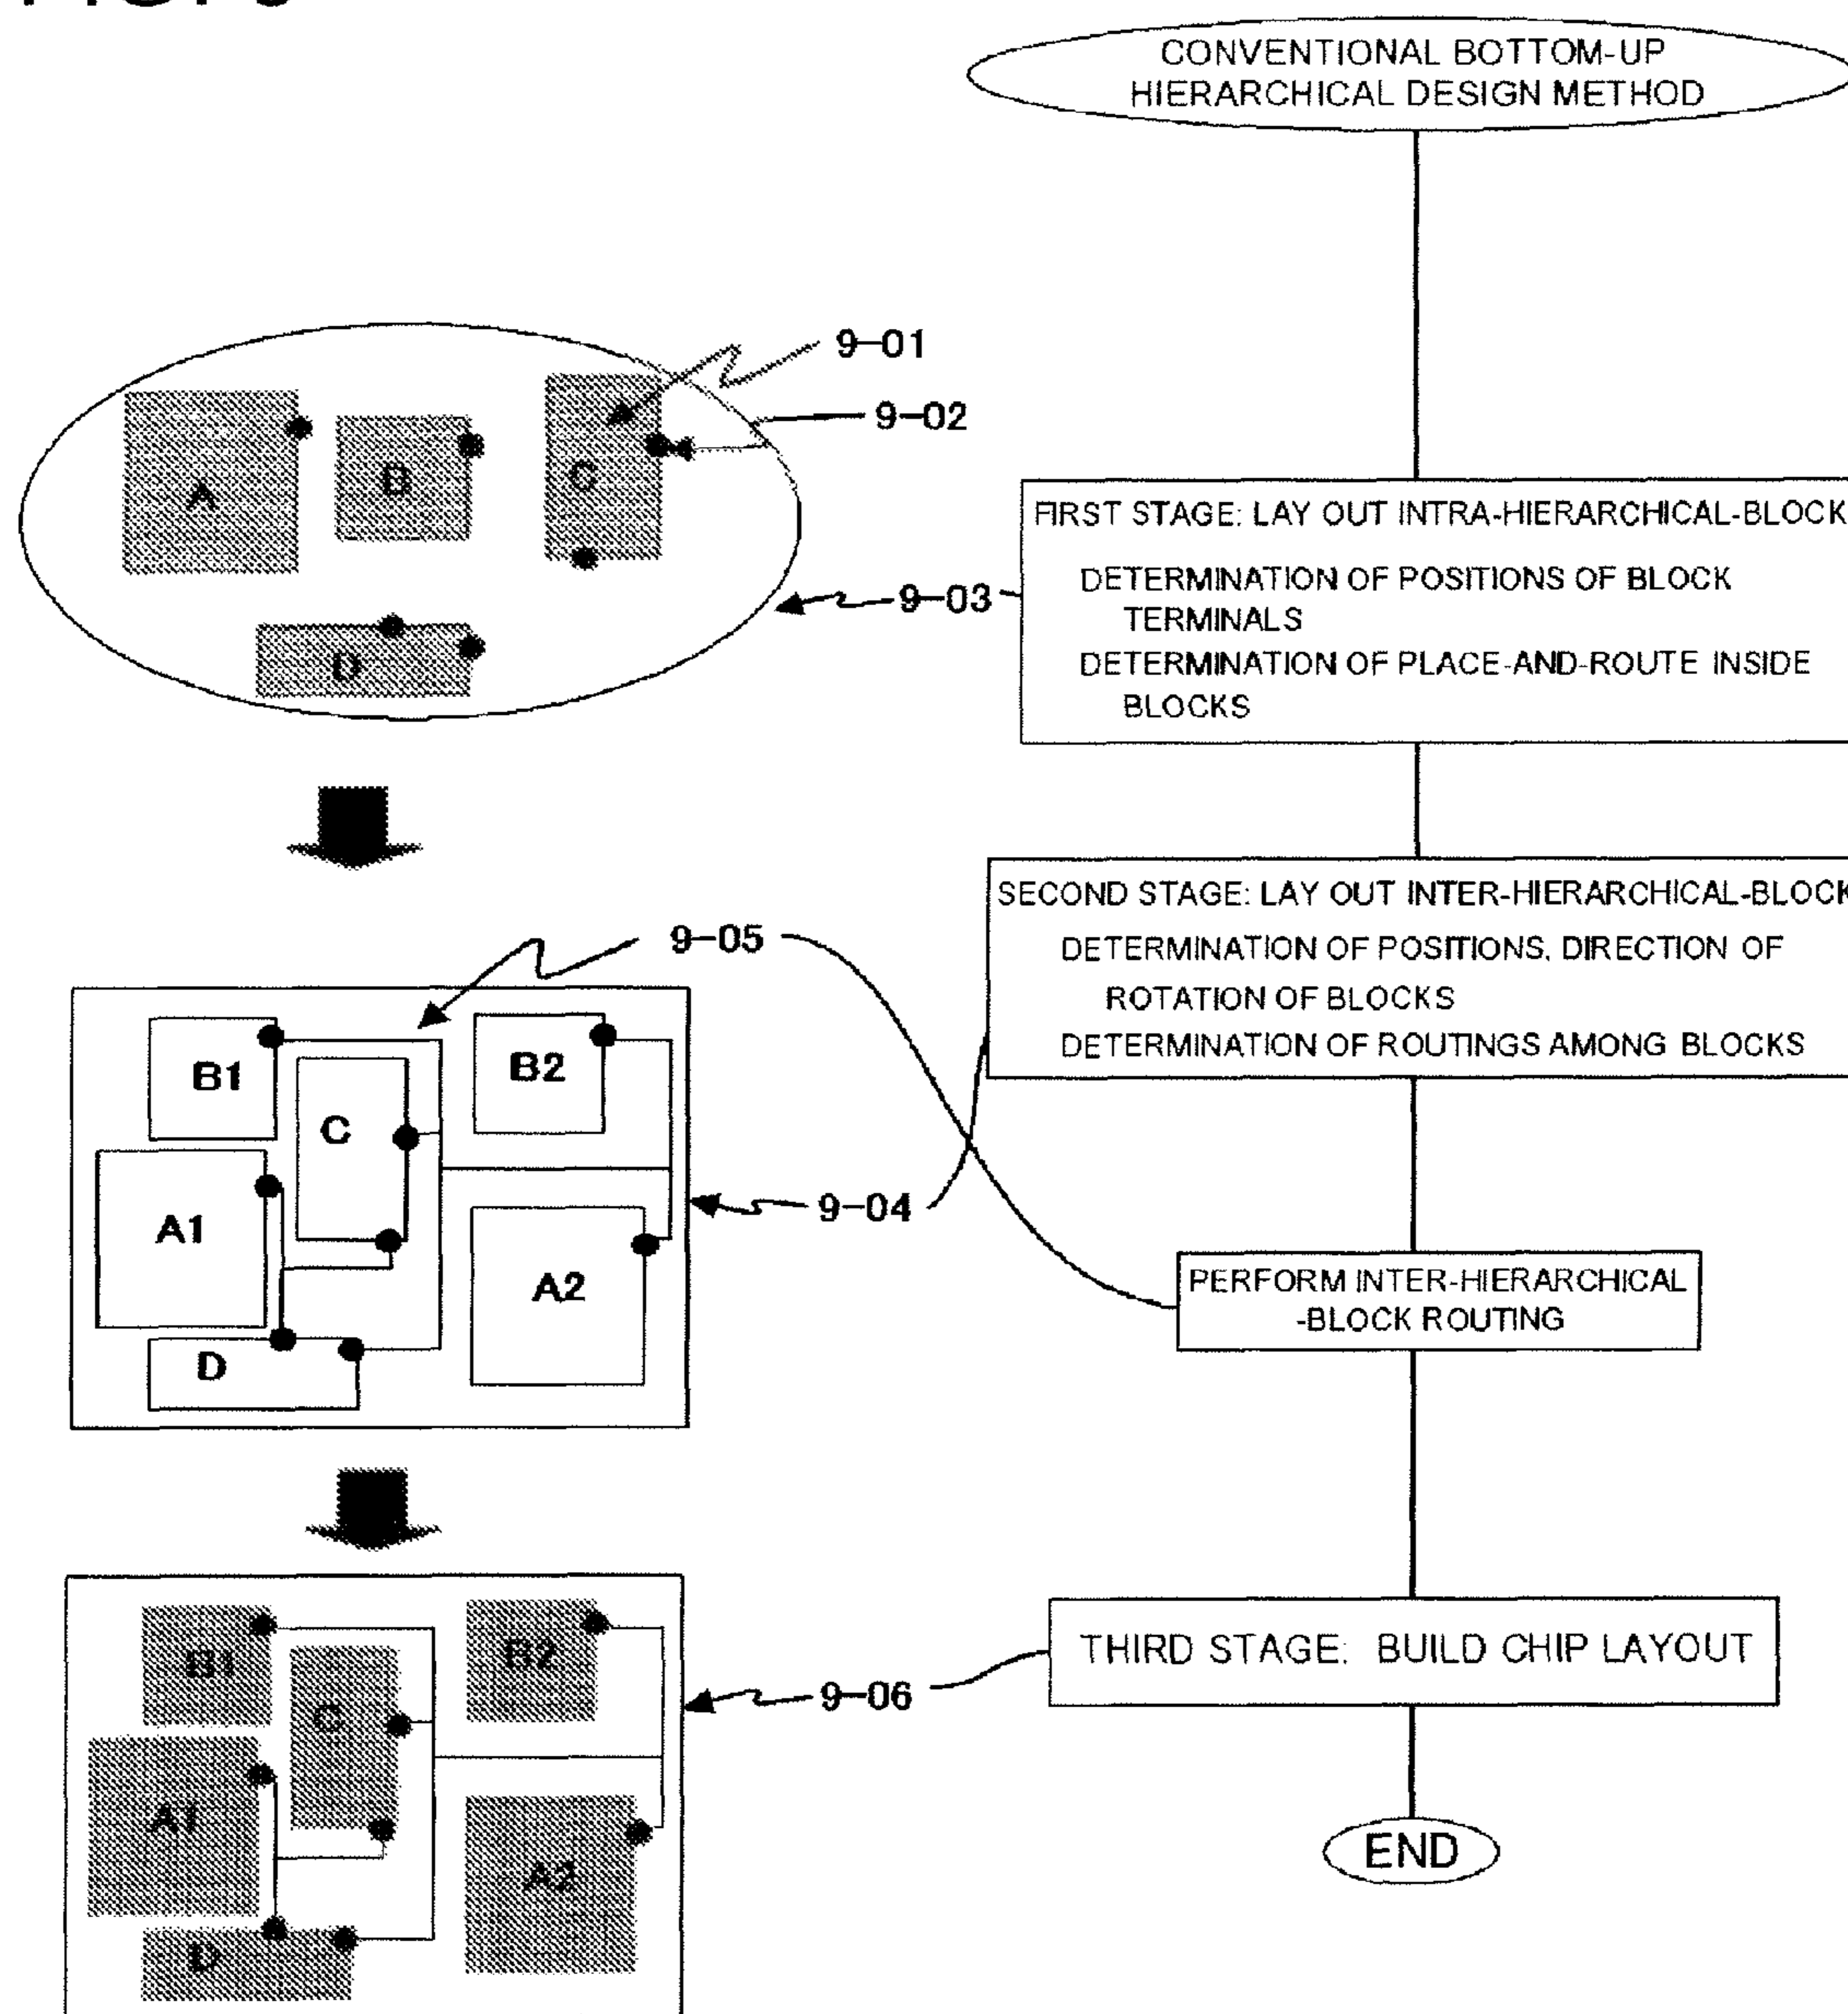 CONVENTIONAL BOTTOM-UP
HIERARCHICAL DESIGN METHOD
9-01
9-02
A
B
C
D
9-03
FIRST STAGE: LAY OUT INTRA-HIERARCHICAL-BLOCK
DETERMINATION OF POSITIONS OF BLOCK
TERMINALS
DETERMINATION OF PLACE-AND-ROUTE INSIDE
BLOCKS
SECOND STAGE: LAY OUT INTER-HIERARCHICAL-BLOCK
DETERMINATION OF POSITIONS, DIRECTION OF
ROTATION OF BLOCKS
DETERMINATION OF ROUTINGS AMONG BLOCKS
9-05
B1
C
B2
A1
A2
D
9-04
PERFORM INTER-HIERARCHICAL
-BLOCK ROUTING
THIRD STAGE: BUILD CHIP LAYOUT
9-06
B1
C
B2
A1
A2
D
END